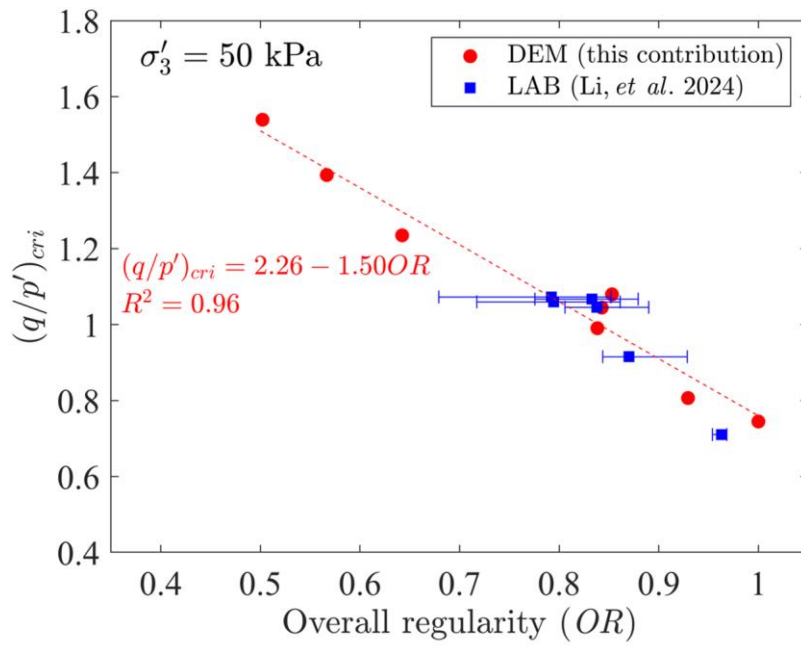 σ′₃ = 50 kPa
DEM (this contribution)
LAB (Li, et al. 2024)
(q/p′)cri = 2.26 − 1.50OR
R² = 0.96
(q/p′)cri
1.8
1.6
1.4
1.2
1
0.8
0.6
0.4
0.4 0.5 0.6 0.7 0.8 0.9 1
Overall regularity (OR)